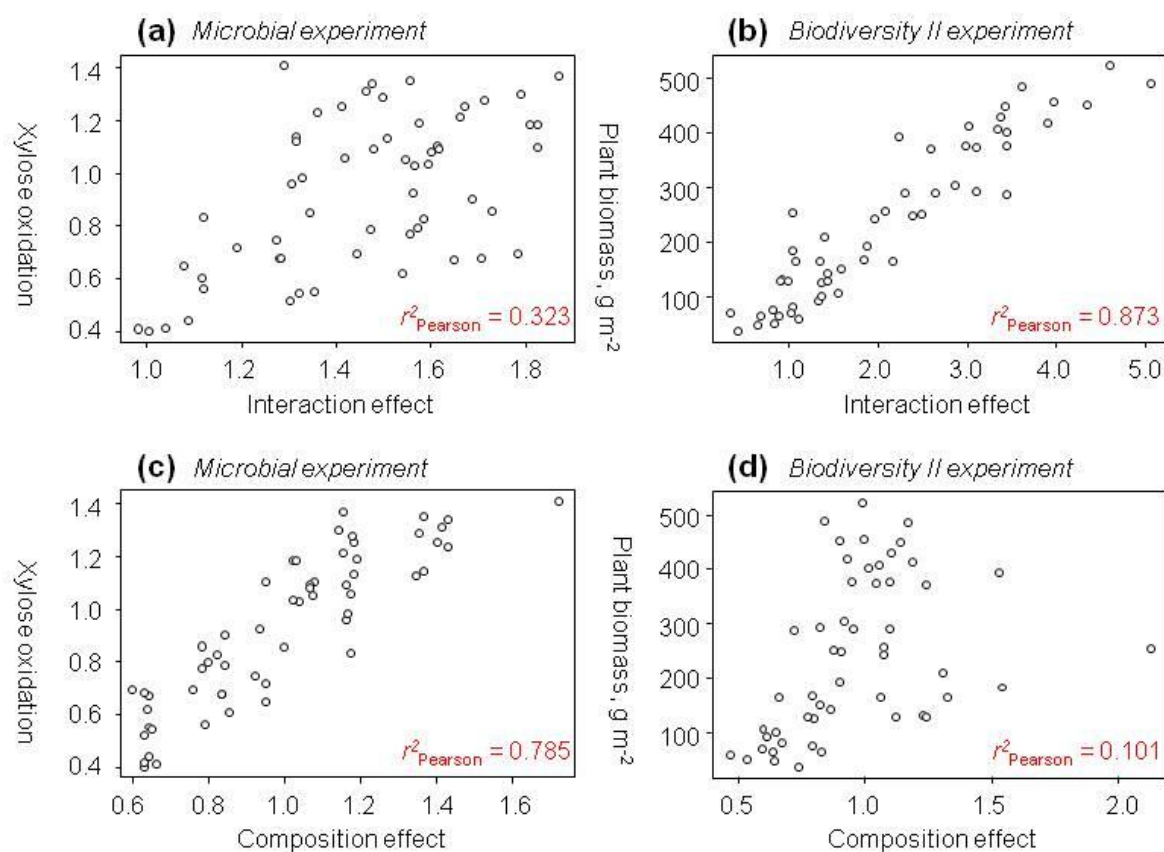 (a) Microbial experiment
Xylose oxidation
1.4
1.2
1.0
0.8
0.6
0.4
r²Pearson = 0.323
1.0 1.2 1.4 1.6 1.8
Interaction effect
(b) Biodiversity II experiment
Plant biomass, g m⁻²
500
400
300
200
100
r²Pearson = 0.873
1.0 2.0 3.0 4.0 5.0
Interaction effect
(c) Microbial experiment
Xylose oxidation
1.4
1.2
1.0
0.8
0.6
0.4
r²Pearson = 0.785
0.6 0.8 1.0 1.2 1.4 1.6
Composition effect
(d) Biodiversity II experiment
Plant biomass, g m⁻²
500
400
300
200
100
r²Pearson = 0.101
0.5 1.0 1.5 2.0
Composition effect